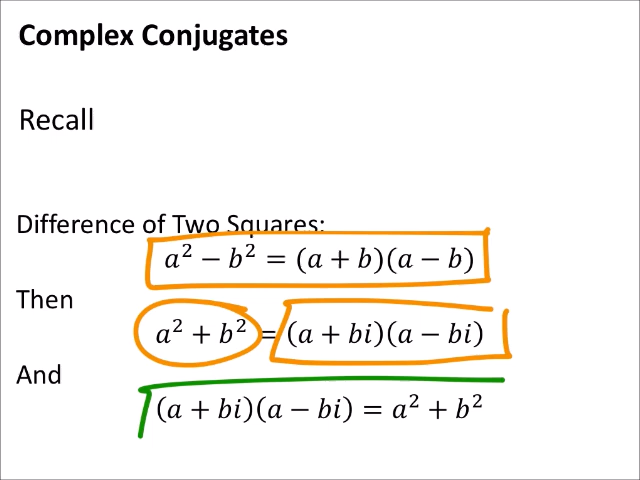 Complex Conjugates
Recall
Difference of Two Squares:
a² − b² = (a + b)(a − b)
Then
a² + b² = (a + bi)(a − bi)
And
(a + bi)(a − bi) = a² + b²